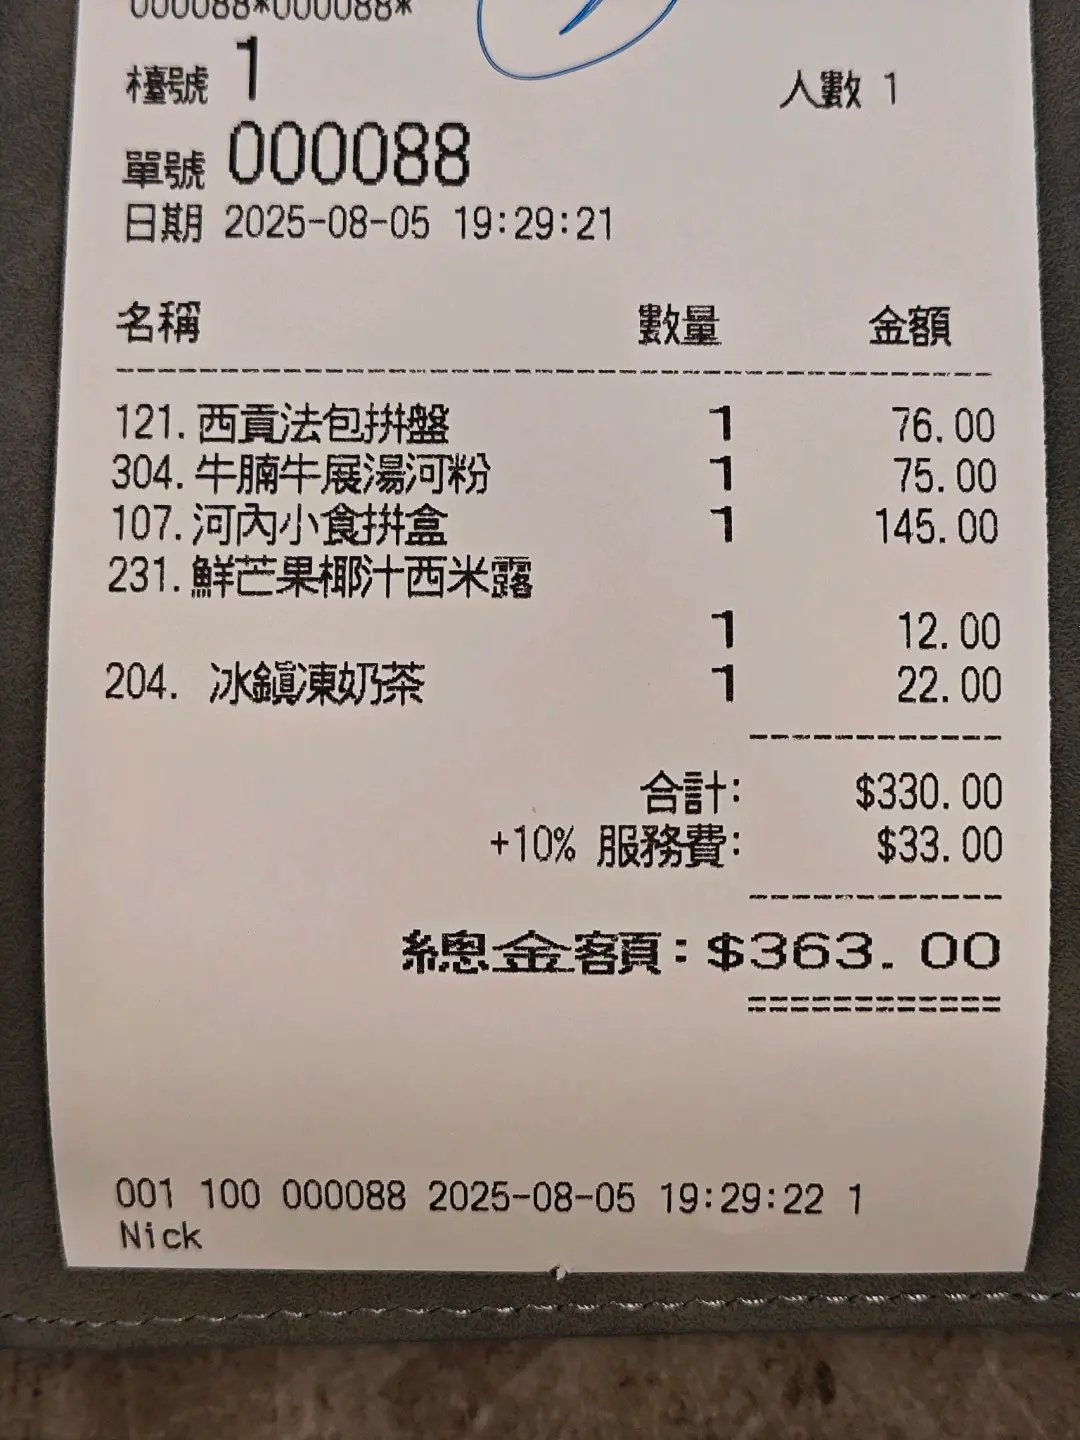 000088*000088*
檯號 1 人數 1
單號 000088
日期 2025-08-05 19:29:21
名稱 數量 金額
121.西貢法包拼盤 1 76.00
304.牛腩牛展湯河粉 1 75.00
107.河內小食拼盒 1 145.00
231.鮮芒果椰汁西米露
1 12.00
204. 冰鎮凍奶茶 1 22.00
合計: $330.00
+10% 服務費: $33.00
總金額:$363.00
001 100 000088 2025-08-05 19:29:22 1
Nick